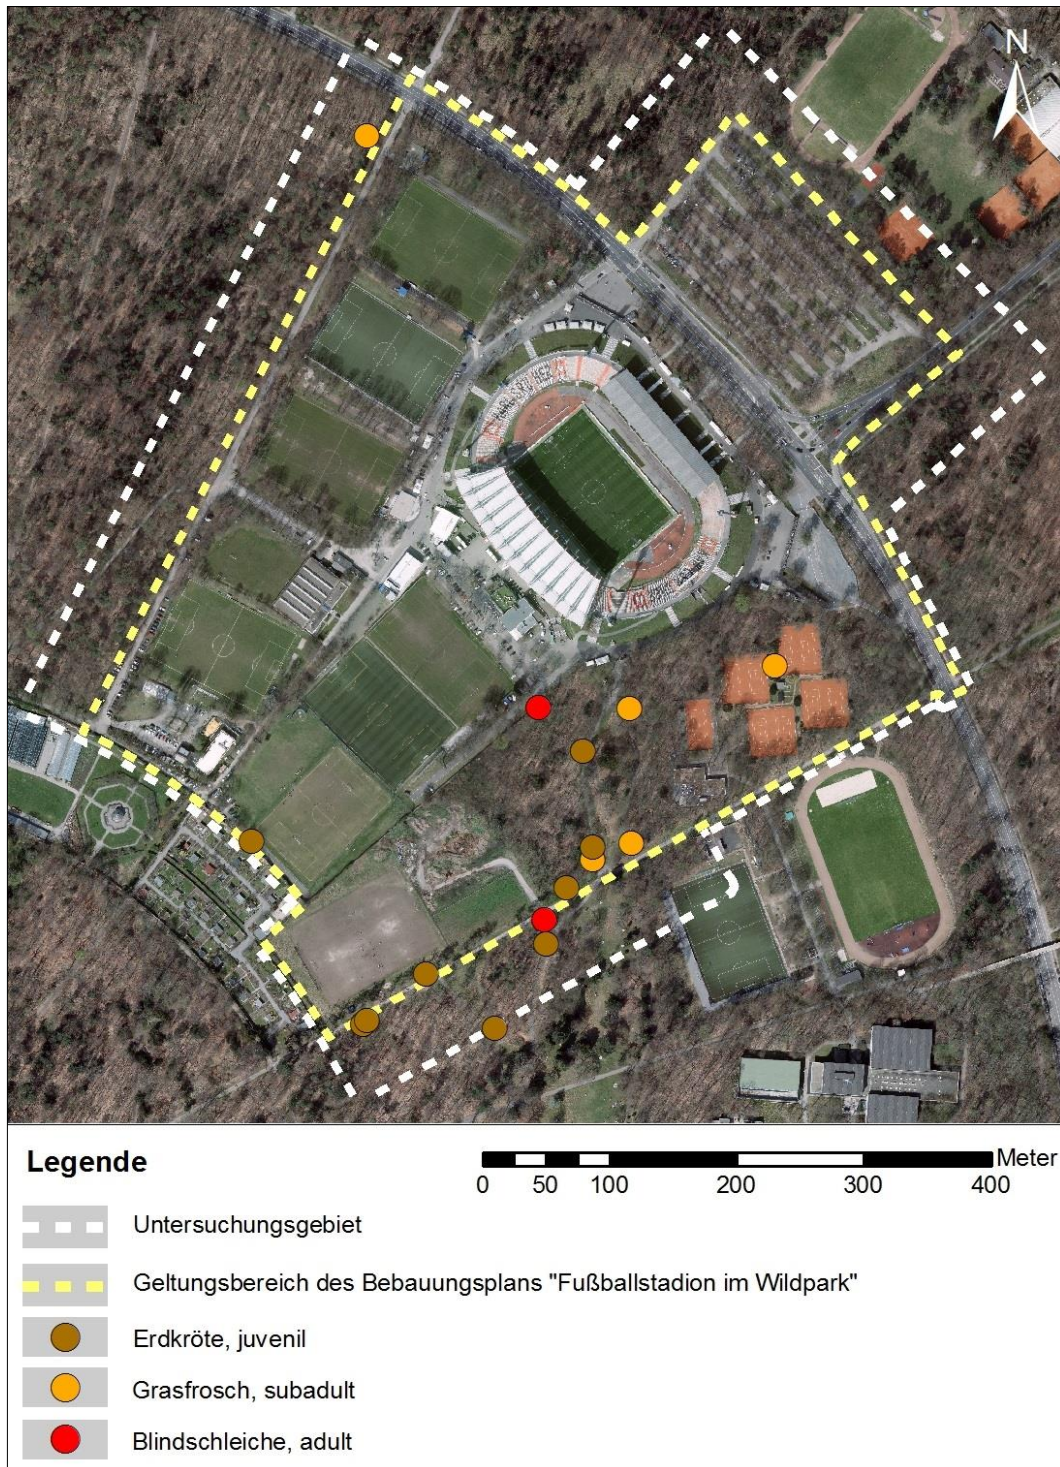 N
Legende
Meter
0 50 100 200 300 400
Untersuchungsgebiet
Geltungsbereich des Bebauungsplans "Fußballstadion im Wildpark"
Erdkröte, juvenil
Grasfrosch, subadult
Blindschleiche, adult